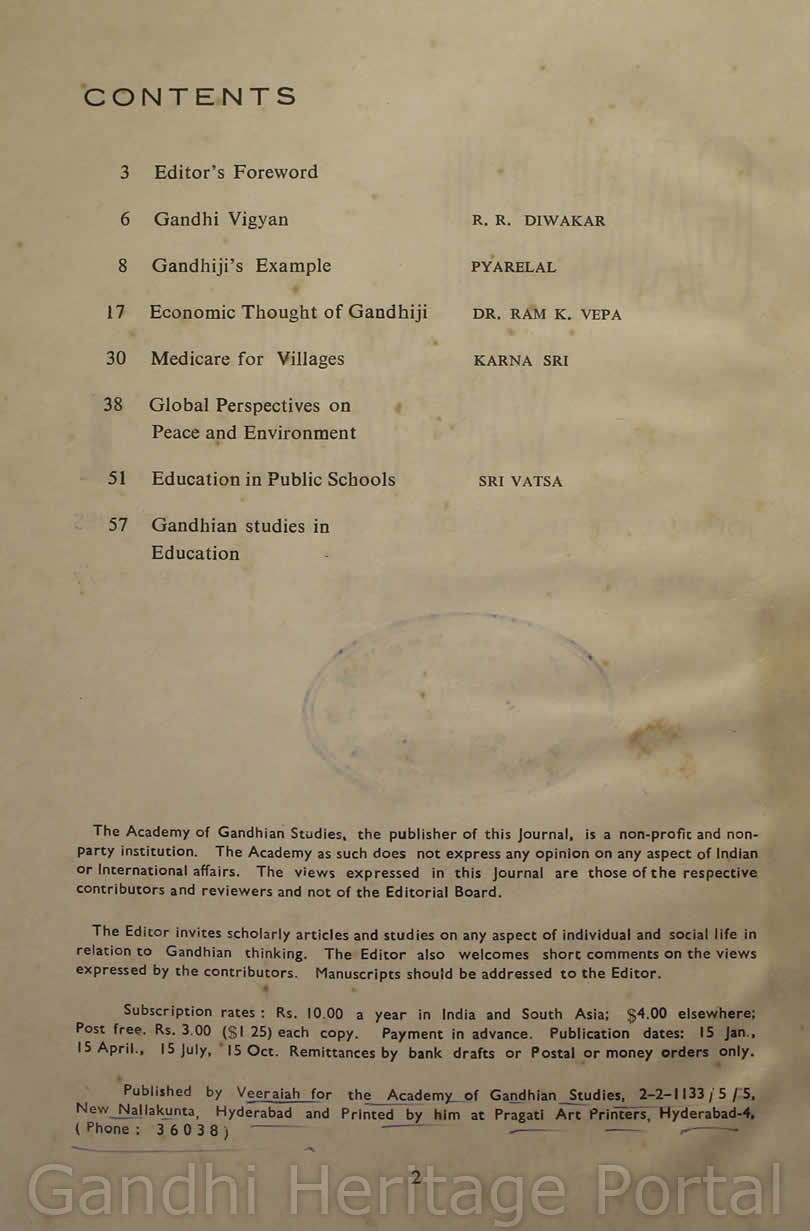 CONTENTS
3 Editor's Foreword
6 Gandhi Vigyan R. R. DIWAKAR
8 Gandhiji's Example PYARELAL
17 Economic Thought of Gandhiji DR. RAM K. VEPA
30 Medicare for Villages KARNA SRI
38 Global Perspectives on
Peace and Environment
51 Education in Public Schools SRI VATSA
57 Gandhian studies in
Education
The Academy of Gandhian Studies, the publisher of this Journal, is a non-profit and non-
party institution. The Academy as such does not express any opinion on any aspect of Indian
or International affairs. The views expressed in this Journal are those of the respective
contributors and reviewers and not of the Editorial Board.
The Editor invites scholarly articles and studies on any aspect of individual and social life in
relation to Gandhian thinking. The Editor also welcomes short comments on the views
expressed by the contributors. Manuscripts should be addressed to the Editor.
Subscription rates : Rs. 10.00 a year in India and South Asia; $4.00 elsewhere;
Post free. Rs. 3.00 ($1 25) each copy. Payment in advance. Publication dates: 15 Jan.,
15 April., 15 July, 15 Oct. Remittances by bank drafts or Postal or money orders only.
Published by Veeraiah for the Academy of Gandhian Studies, 2-2-1133/5/5,
New Nallakunta, Hyderabad and Printed by him at Pragati Art Printers, Hyderabad-4,
( Phone : 36038)
2
Gandhi Heritage Portal